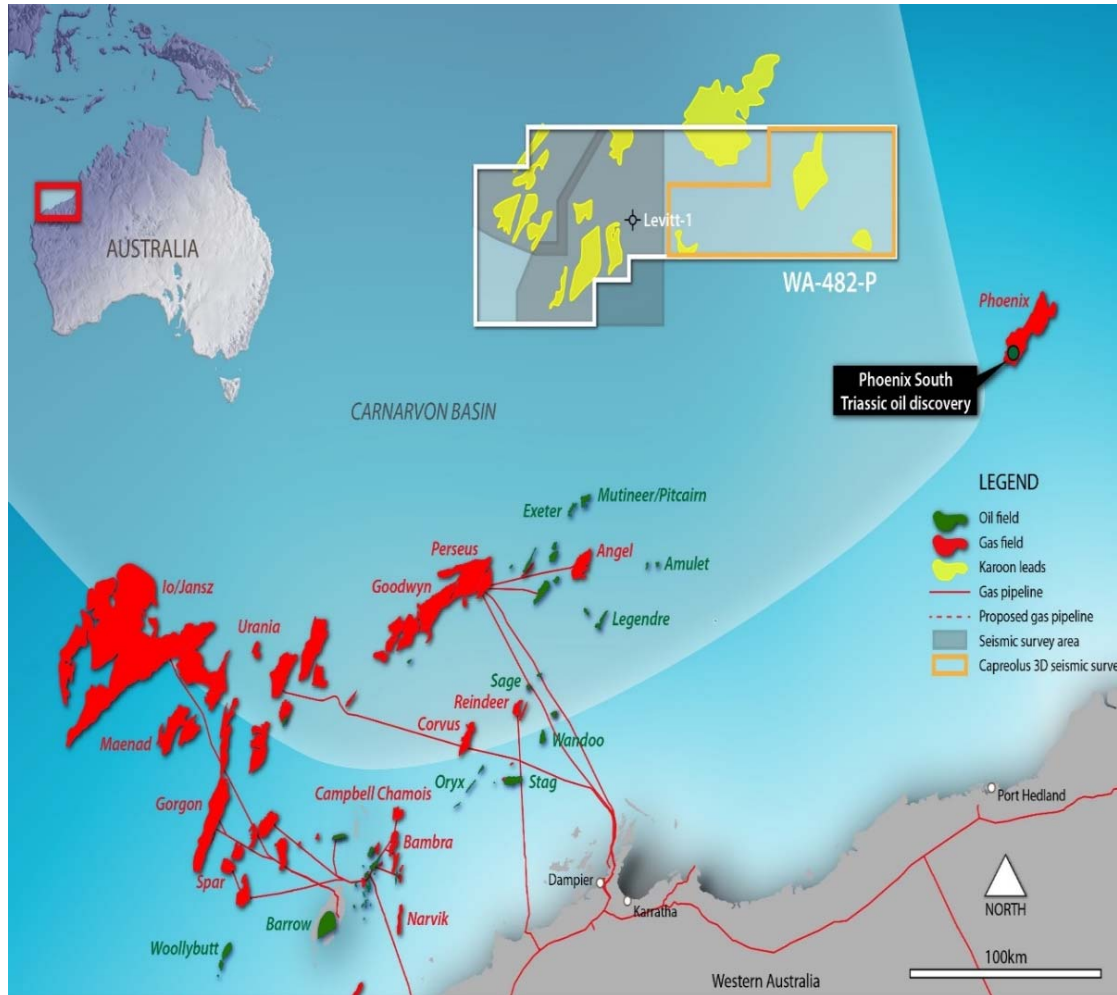 Levitt-1
AUSTRALIA
WA-482-P
Phoenix
Phoenix South
Triassic oil discovery
CARNARVON BASIN
LEGEND
Oil field
Gas field
Karoon leads
Gas pipeline
Proposed gas pipeline
Seismic survey area
Capreolus 3D seismic surve
Mutineer/Pitcairn
Exeter
Perseus
Angel
Amulet
Goodwyn
Io/Jansz
Legendre
Urania
Sage
Reindeer
Corvus
Wandoo
Maenad
Oryx
Stag
Campbell Chamois
Port Hedland
Gorgon
Bambra
Spar
Dampier
Karratha
NORTH
Barrow
Narvik
Woollybutt
100km
Western Australia